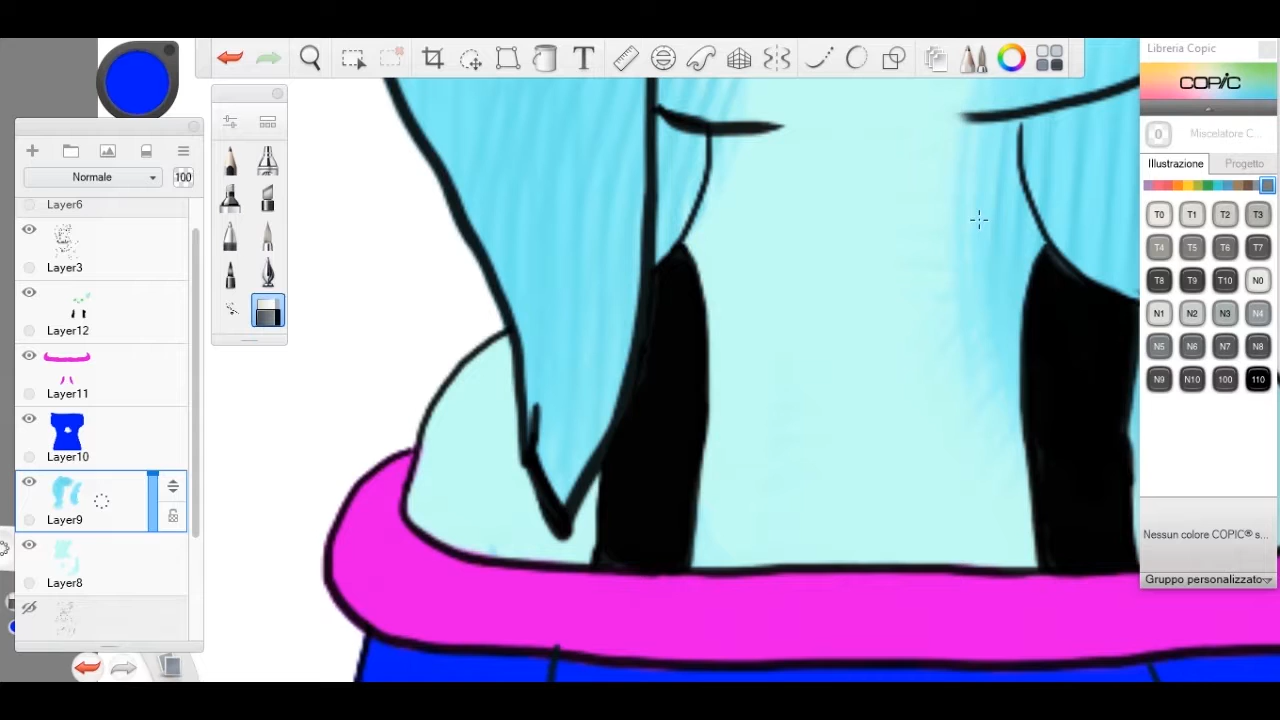 Libreria Copic
COPIC
0 Miscelatore C...
Illustrazione Progetto
T0 T1 T2 T3
T4 T5 T6 T7
T8 T9 T10 N0
N1 N2 N3 N4
N5 N6 N7 N8
N9 N10 100 110
Nessun colore COPIC® s...
Gruppo personalizzato
Normale 100
Layer6
Layer3
Layer12
Layer11
Layer10
Layer9
Layer8
T